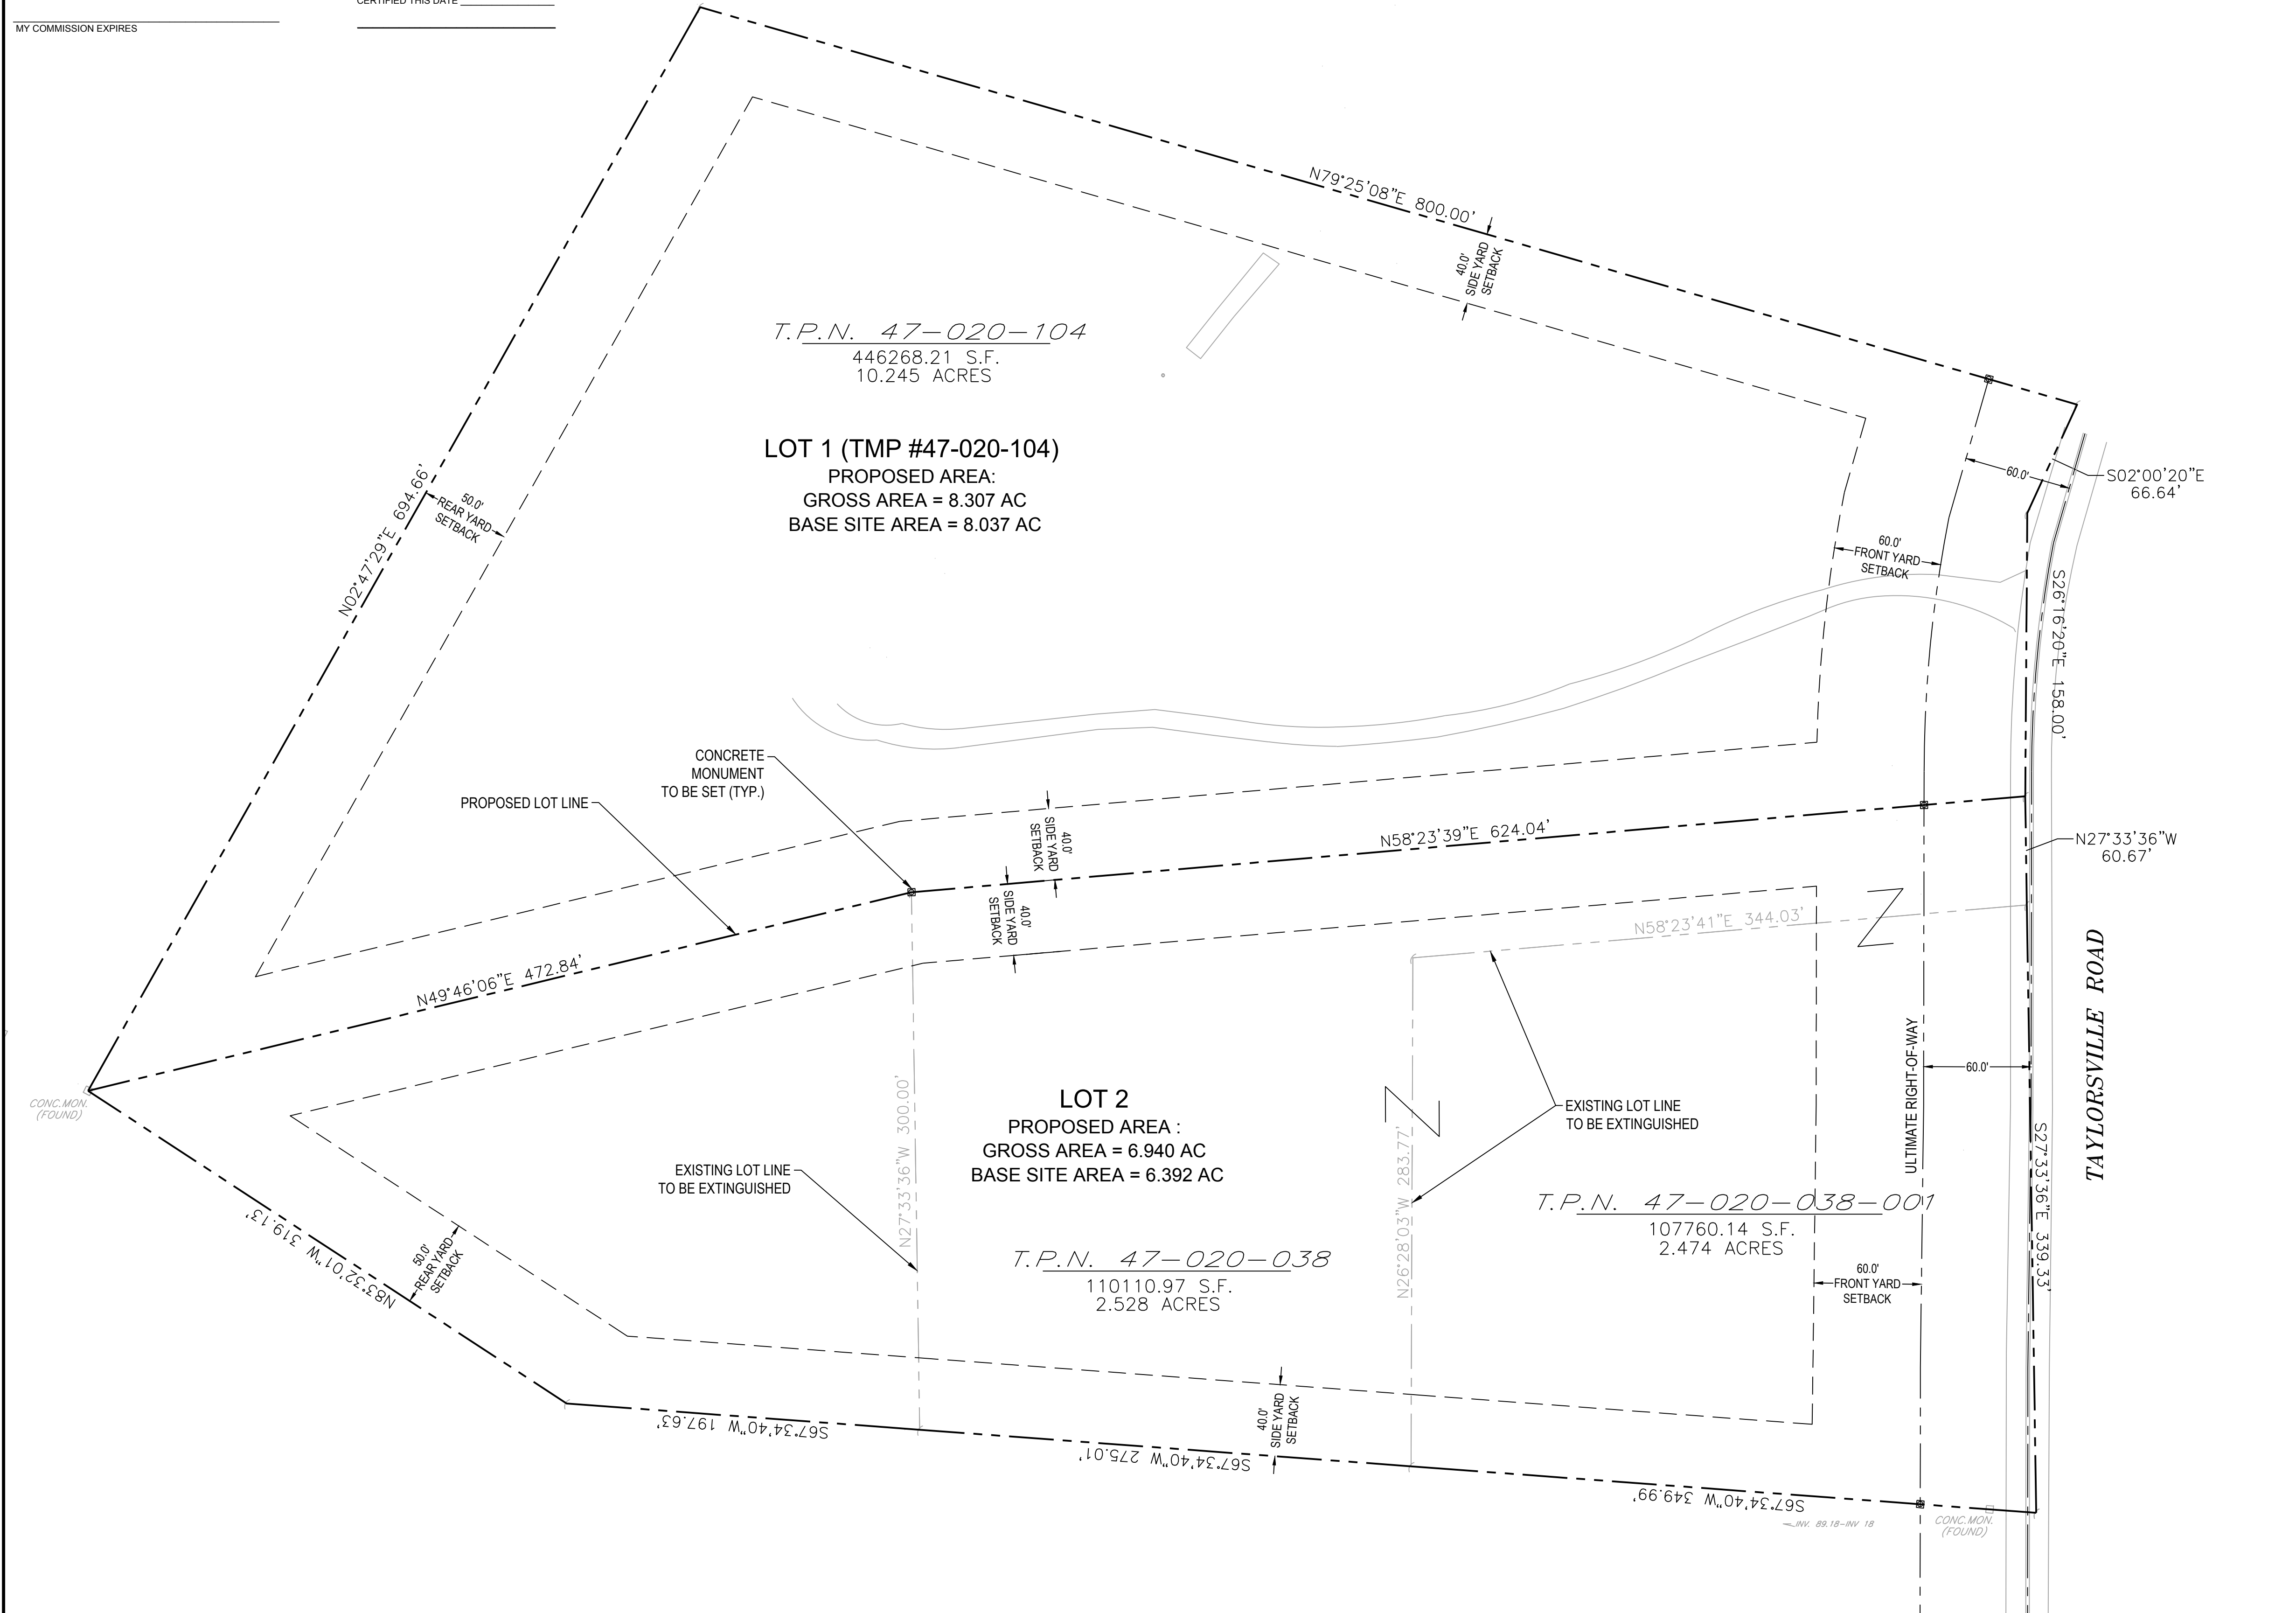 CERTIFIED THIS DATE
MY COMMISSION EXPIRES
N79°25'08"E 800.00'
40.0'
SIDE YARD
SETBACK
T.P.N. 47-020-104
446268.21 S.F.
10.245 ACRES
LOT 1 (TMP #47-020-104)
PROPOSED AREA:
GROSS AREA = 8.307 AC
BASE SITE AREA = 8.037 AC
N02°47'29"E 694.66'
50.0'
REAR YARD
SETBACK
60.0'
S02°00'20"E
66.64'
60.0'
FRONT YARD
SETBACK
S26°16'20"E 158.00'
CONCRETE
MONUMENT
TO BE SET (TYP.)
PROPOSED LOT LINE
40.0'
SIDE YARD
SETBACK
N58°23'39"E 624.04'
N27°33'36"W
60.67'
40.0'
SIDE YARD
SETBACK
N58°23'41"E 344.03'
N49°46'06"E 472.84'
CONC.MON.
(FOUND)
N27°33'36"W 300.00'
LOT 2
PROPOSED AREA :
GROSS AREA = 6.940 AC
BASE SITE AREA = 6.392 AC
EXISTING LOT LINE
TO BE EXTINGUISHED
N26°28'03"W 283.77'
EXISTING LOT LINE
TO BE EXTINGUISHED
ULTIMATE RIGHT-OF-WAY
60.0'
TAYLORSVILLE ROAD
S27°33'36"E 339.33'
T.P.N. 47-020-038-001
107760.14 S.F.
2.474 ACRES
T.P.N. 47-020-038
110110.97 S.F.
2.528 ACRES
60.0'
FRONT YARD
SETBACK
N83°32'01"W 319.13'
50.0'
REAR YARD
SETBACK
40.0'
SIDE YARD
SETBACK
S67°34'40"W 197.63'
S67°34'40"W 275.01'
S67°34'40"W 349.99'
INV. 89.18-INV 18
CONC.MON.
(FOUND)